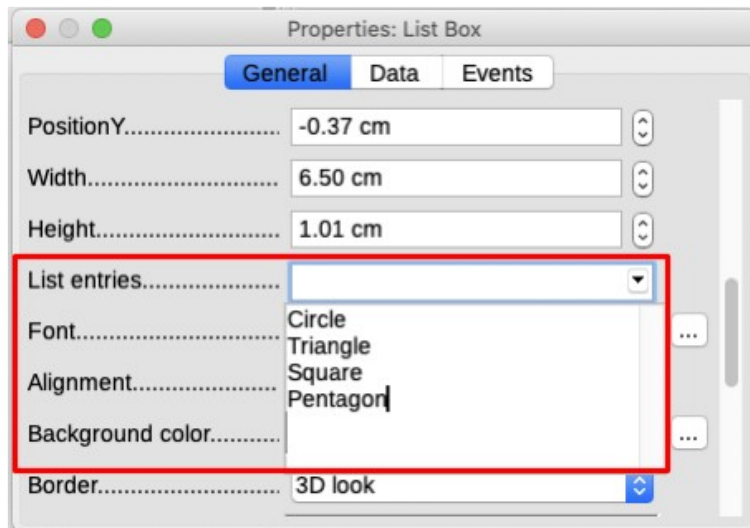 Properties: List Box
General Data Events
PositionY........................ -0.37 cm
Width............................. 6.50 cm
Height............................ 1.01 cm
List entries.....................
Font............................... ...
Circle
Triangle
Square
Pentagon
Alignment......................
Background color.......... ...
Border............................ 3D look